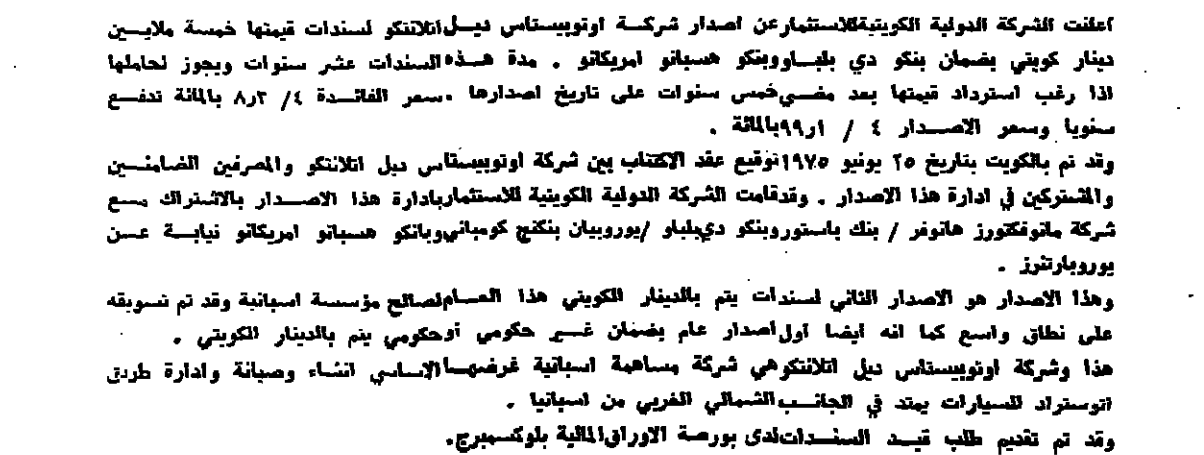 اعلنت الشركة الدولية الكويتية للاستثمار عن اصدار شركة اوتوبيستاس ديل اتلانتكو لسندات قيمتها خمسة ملايين
دينار كويتي بضمان بنكو دي بلباو وبنكو هسبانو امريكانو . مدة هذه السندات عشر سنوات ويجوز لحاملها
اذا رغب استرداد قيمتها بعد مضي خمس سنوات على تاريخ اصدارها . سعر الفائدة ٤/ ٨٫٣ بالمائة تدفع
سنويا وسعر الاصدار ٤ / ٩٩٫١ بالمائة .
وقد تم بالكويت بتاريخ ٢٥ يونيو ١٩٧٥ توقيع عقد الاكتتاب بين شركة اوتوبيستاس ديل اتلانتكو والمصرفين الضامنين
والمشتركين في ادارة هذا الاصدار . وقد قامت الشركة الدولية الكويتية للاستثمار بادارة هذا الاصدار بالاشتراك مع
شركة مانوفكتورز هانوفر / بنك باستور وبنكو دي بلباو / يوروبيان بنكنج كومباني وبانكو هسبانو امريكانو نيابة عن
يوروبارتنرز .
وهذا الاصدار هو الاصدار الثاني لسندات يتم بالدينار الكويتي هذا العام لصالح مؤسسة اسبانية وقد تم تسويقه
على نطاق واسع كما انه ايضا اول اصدار عام بضمان غير حكومي او حكومي يتم بالدينار الكويتي .
هذا وشركة اوتوبيستاس ديل اتلانتكو هي شركة مساهمة اسبانية غرضها الاساسي انشاء وصيانة وادارة طريق
اتوستراد للسيارات يمتد في الجانب الشمالي الغربي من اسبانيا .
وقد تم تقديم طلب قيد السندات لدى بورصة الاوراق المالية بلوكسمبرج.